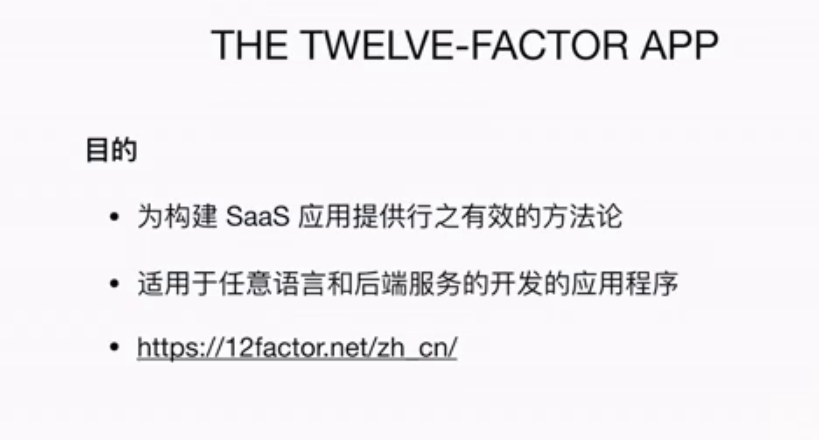 THE TWELVE-FACTOR APP
目的
• 为构建 SaaS 应用提供行之有效的方法论
• 适用于任意语言和后端服务的开发的应用程序
• https://12factor.net/zh_cn/